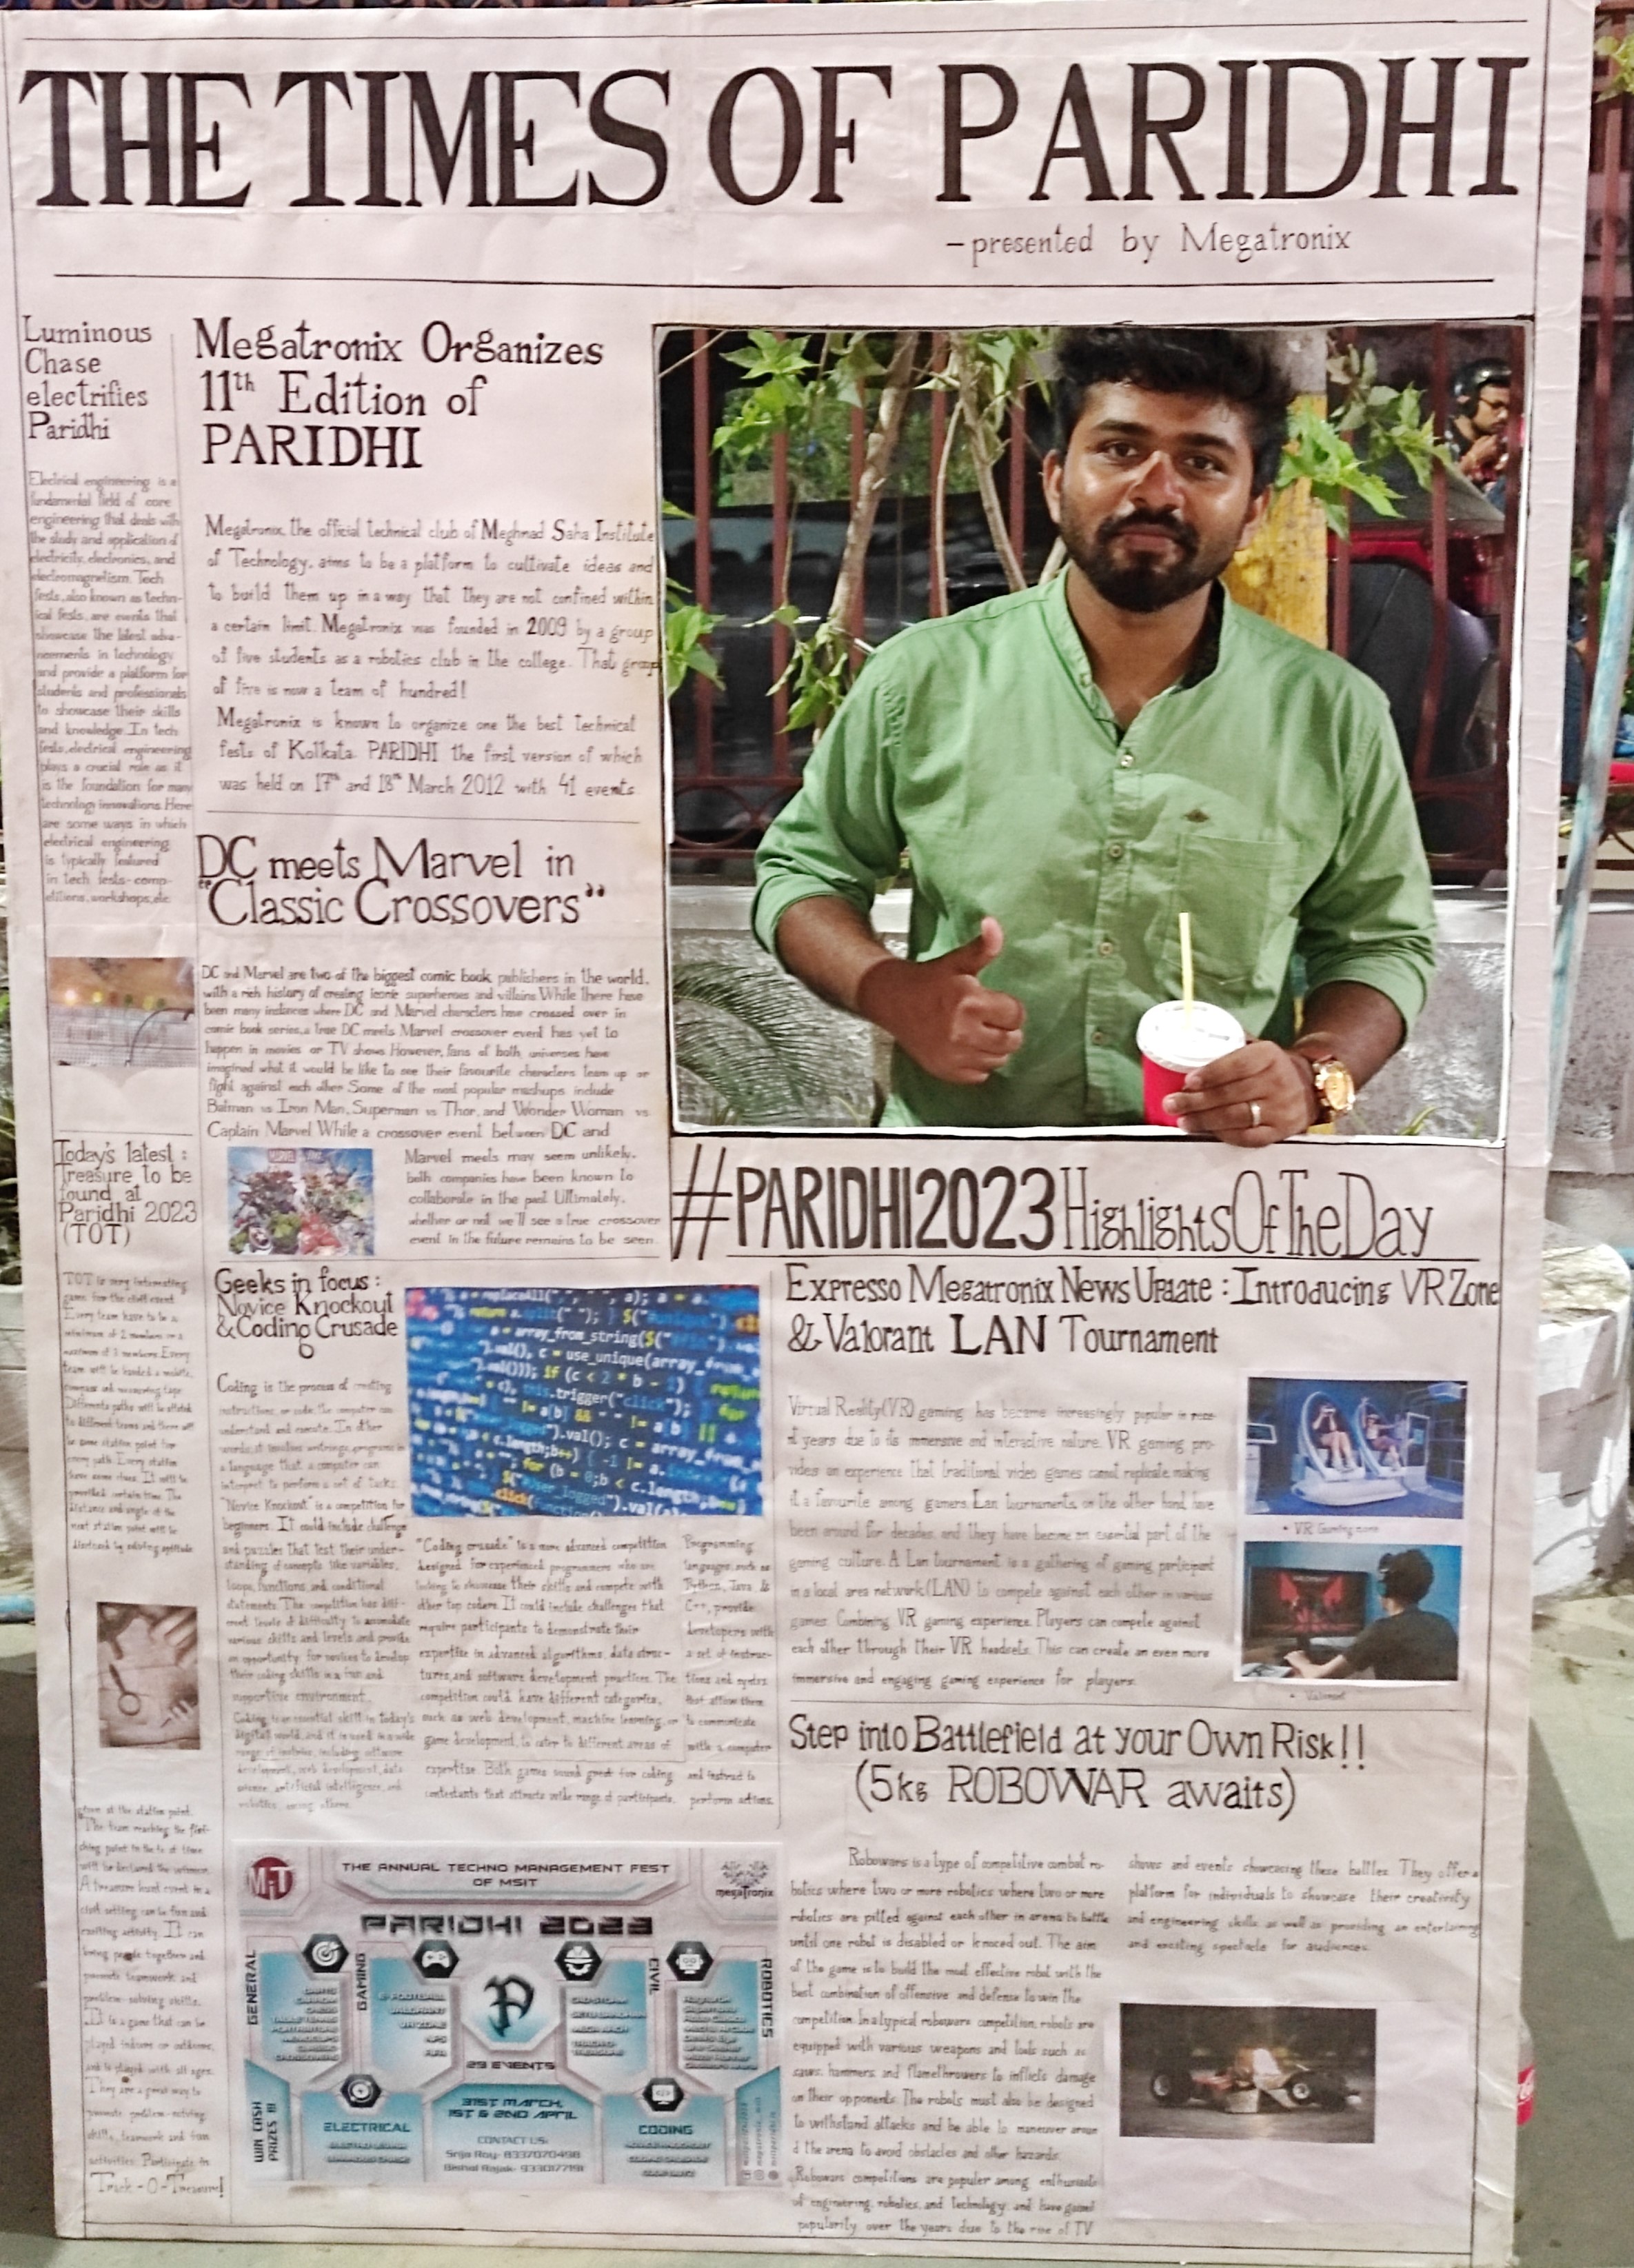 THE TIMES OF PARIDHI
-presented by Megatronix
Luminous
Chase
electrifies
Paridhi
Electrical engineering is a
fundamental field of core
engineering that deals with
the study and application of
electricity, electronics, and
electromagnetism. Tech
fests, also known as techn-
ical fests, are events that
showcase the latest adva-
ncements in technology
and provide a platform for
students and professionals
to showcase their skills
and knowledge. In tech
fests, electrical engineering
plays a crucial role as it
is the foundation for many
technology innovations. Here
are some ways in which
electrical engineering
is typically featured
in tech fests- comp-
etitions, workshops, etc
Today's latest :
Treasure to be
found at
Paridhi 2023
(TOT)
TOT is very interesting
game for the civil event.
Every team have to be a
minimum of 2 members or a
maximum of 3 members. Every
team will be handed a mobile,
compass and measuring tape
to different teams and there will
be some station point for
every path. Every station
have some clues. It will be
provided certain time. The
distance and angle of the
next station point will be
given at the station point.
The team reaching the fini-
shing point in the
will be declared the winner.
A treasure hunt event in a
civil setting can be fun and
exciting activity. It can
bring people together and
promote teamwork and
problem-solving skills.
It is a game that can be
played indoors or outdoors,
and is played with all ages.
They are a great way to
promote problem-solving
skills, teamwork and fun
activities. Participate in
Track-O-Treasure!
Megatronix Organizes
11th Edition of
PARIDHI
Megatronix, the official technical club of Meghnad Saha Institute
of Technology, aims to be a platform to cultivate ideas and
to build them up in a way that they are not confined within
a certain limit. Megatronix was founded in 2009 by a group
of five students as a robotics club in the college. That group
of five is now a team of hundred!
Megatronix is known to organize one the best technical
fests of Kolkata. PARIDHI the first version of which
was held on 17th and 18th March 2012 with 41 events
DC meets Marvel in
"Classic Crossovers"
DC and Marvel are two of the biggest comic book publishers in the world,
with a rich history of creating iconic superheroes and villains While there have
been many instances where DC and Marvel characters have crossed over in
comic book series, a true DC meets Marvel crossover event has yet to
happen in movies or TV shows However, fans of both universes have
imagined what it would be like to see their favourite characters team up or
fight against each other Some of the most popular mashups include
Batman vs Iron Man, Superman vs Thor, and Wonder Woman vs
Captain Marvel While a crossover event between DC and
Marvel meets may seem unlikely,
both companies have been known to
collaborate in the past Ultimately,
whether or not we'll see a true crossover
event in the future remains to be seen.
#PARIDHI2023 HighlightsOfTheDay
Geeks in focus :
Novice Knockout
& Coding Crusade
Coding is the process of creating
instructions, or code, the computer can
understand and execute. In other
words, it involves writing programs in
a language that a computer can
interpret to perform a set of tasks.
"Novice Knockout" is a competition for
beginners. It could include challenge
and puzzles that test their under-
standing of concepts like variables,
loops, functions, and conditional
statements The competition has diff-
erent levels of difficulty to accomodate
various skills and levels and provide
an opportunity for novices to develop
their coding skills in a fun and
supportive environment.
Coding is an essential skill in today's
digital world, and it is used in a wide
range of industries, including software
development, web development, data
science, artificial intelligence, and
robotics, among others.
"Coding crusade" is a more advanced competition
designed for experienced programmers who are
looking to showcase their skills and compete with
other top coders. It could include challenges that
require participants to demonstrate their
expertise in advanced algorithms, data struc-
tures, and software development practices. The
competition could have different categories,
such as web development, machine learning, or
game development, to cater to different areas of
expertise. Both games sound great for coding
contestants that attracts wide range of participants.
Programming
languages, such as
Python, Java &
C++, provide
developers with
a set of instruc-
tions and syntax
that allow them
to communicate
with a computer
and instruct to
perform actions.
Expresso Megatronix News Update : Introducing VR Zone
& Valorant LAN Tournament
Virtual Reality(VR) gaming has become increasingly popular in rece-
nt years due to its immersive and interactive nature. VR gaming pro-
vides an experience that traditional video games cannot replicate, making
it a favourite among gamers. Lan tournaments, on the other hand, have
been around for decades, and they have become an essential part of the
gaming culture. A Lan tournament is a gathering of gaming participant
in a local area network(LAN) to compete against each other in various
games. Combining VR gaming experience. Players can compete against
each other through their VR headsets. This can create an even more
immersive and engaging gaming experience for players.
• VR Gaming zone
• Valorant
Step into Battlefield at your Own Risk!!
(5kg ROBOWAR awaits)
Robowars is a type of competitive combat ro-
botics where two or more robotics where two or more
robotics are pitted against each other in arena to battle
until one robot is disabled or knoced out. The aim
of the game is to build the most effective robot with the
best combination of offensive and defense to win the
competition. In a typical robowars competition, robots are
equipped with various weapons and tools such as
saws, hammers, and flamethrowers to inflicts damage
on their opponents. The robots must also be designed
to withstand attacks and be able to maneuver aroun
d the arena to avoid obstacles and other hazards.
Robowars competitions are populer among enthusiasts
of engineering, robotics, and technology, and have gained
popularity over the years due to the rise of TV
shows and events showcasing these battles They offer a
platform for individuals to showcase their creativity
and engineering skills as well as providing an entertaining
and exciting spectacle for audiences.
MIT
THE ANNUAL TECHNO MANAGEMENT FEST
OF MSIT
megaTronix
PARIDHI 2023
GENERAL
GAMING
CIVIL
ROBOTICS
DARTS
CARROM
CHESS
TABLE TENNIS
E-FOOTBALL
VALORANT
VR ZONE
NFS
FIFA
29 EVENTS
WIN CASH
PRIZES !!!
ELECTRICAL
31ST MARCH,
1ST & 2ND APRIL
CONTACT US:
Srija Roy- 8337070498
Bishal Rajak- 9330177191
CODING